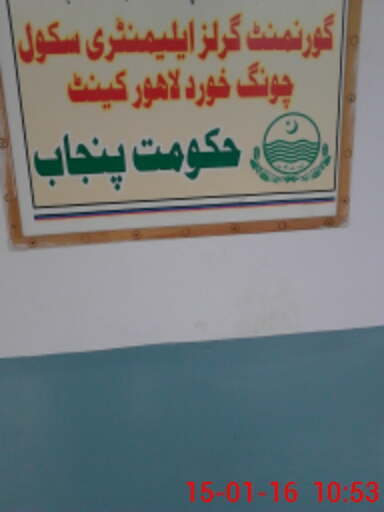 گورنمنٹ گرلز ایلیمنٹری سکول
چونگ خورد لاہور کینٹ
حکومت پنجاب
15-01-16 10:53